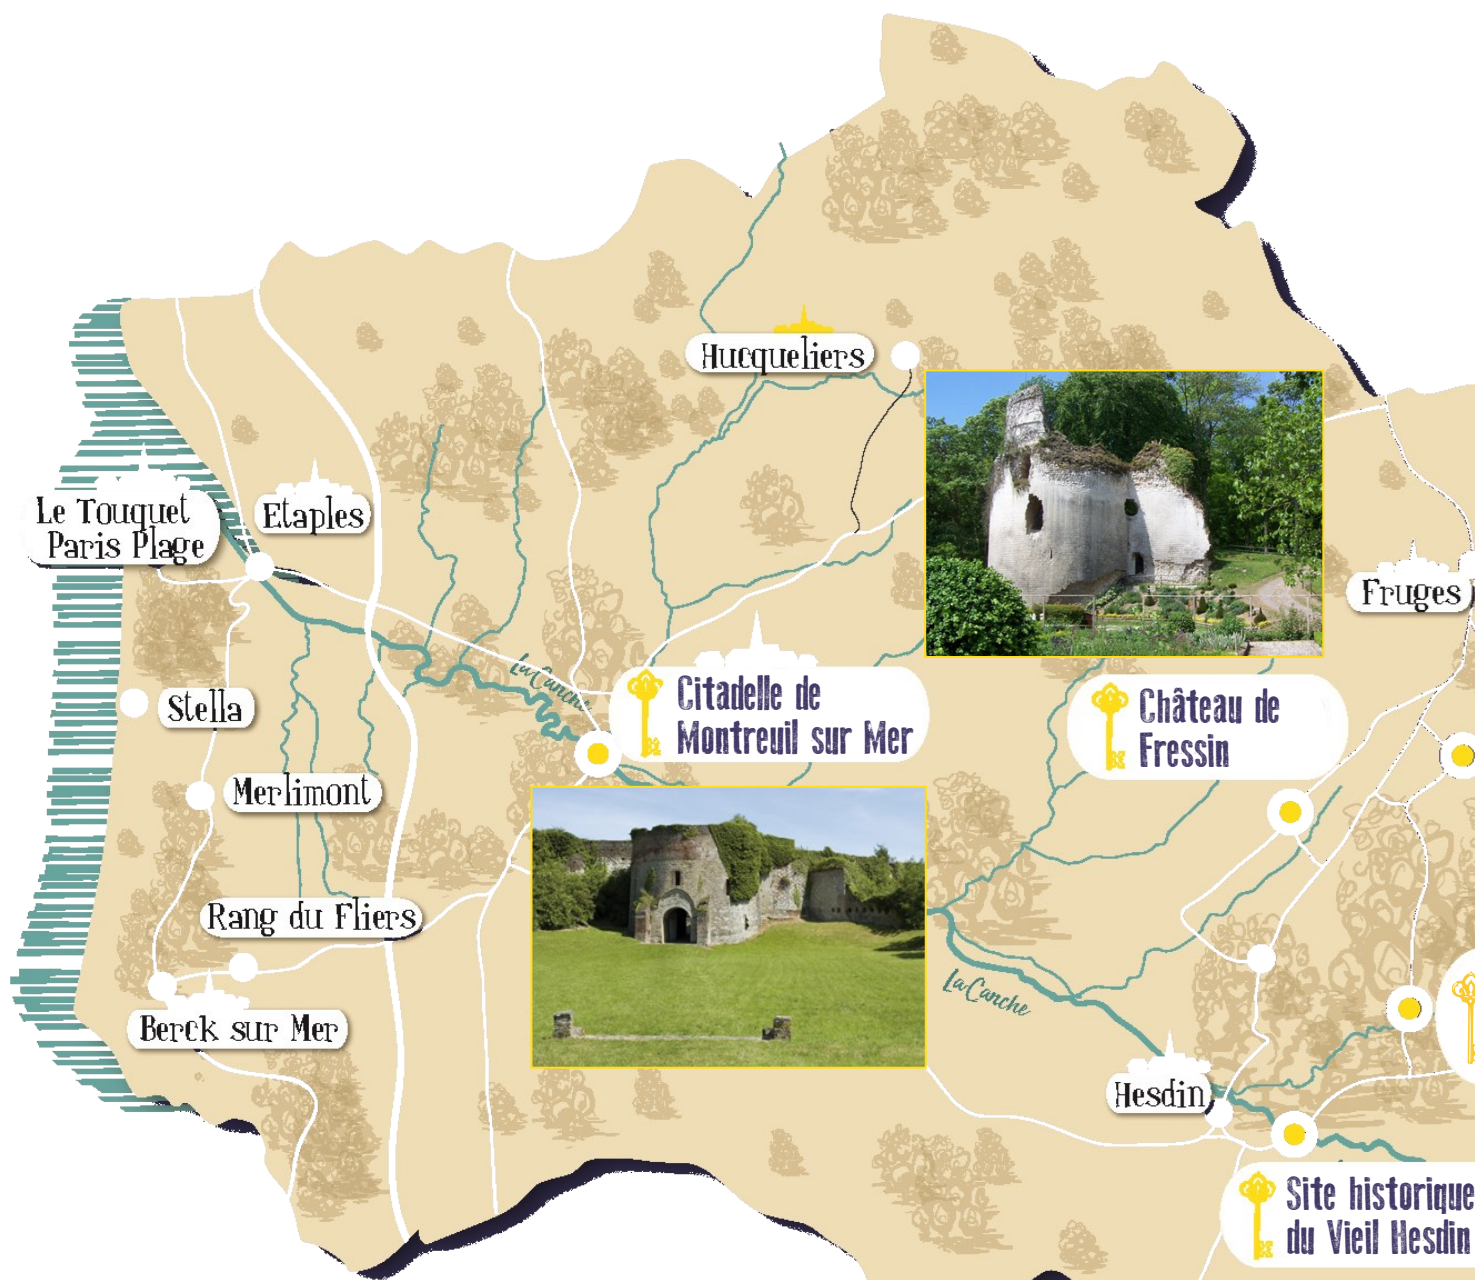 Hucqueliers
Le Touquet
Paris Plage
Etaples
Fruges
La Canche
Citadelle de
Montreuil sur Mer
Château de
Fressin
Stella
Merlimont
Rang du Fliers
La Canche
Berck sur Mer
Hesdin
Site historique
du Vieil Hesdin